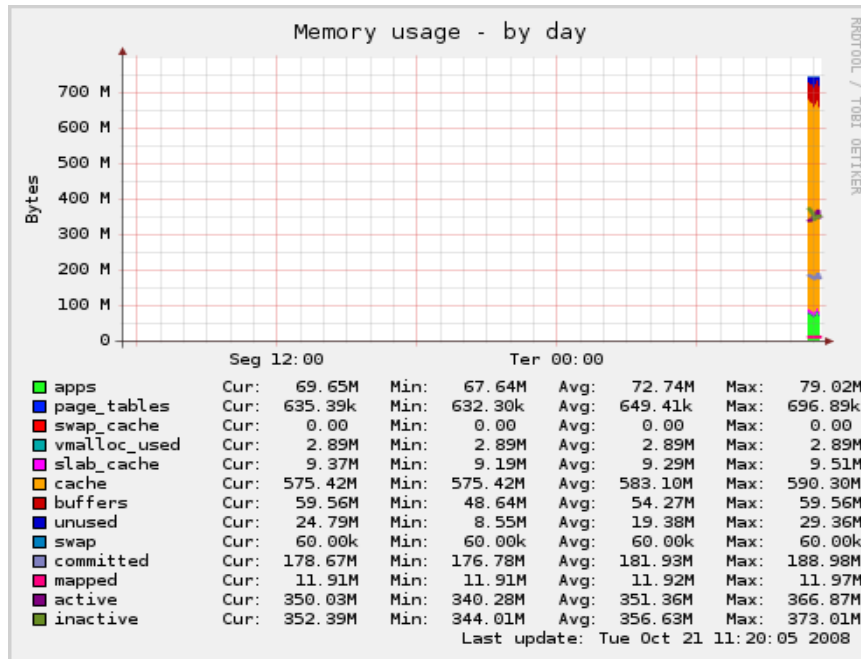 Memory usage - by day
RRDTOOL / TOBI OETIKER
Bytes
700 M
600 M
500 M
400 M
300 M
200 M
100 M
0
Seg 12:00 Ter 00:00
apps Cur: 69.65M Min: 67.64M Avg: 72.74M Max: 79.02M
page_tables Cur: 635.39k Min: 632.30k Avg: 649.41k Max: 696.89k
swap_cache Cur: 0.00 Min: 0.00 Avg: 0.00 Max: 0.00
vmalloc_used Cur: 2.89M Min: 2.89M Avg: 2.89M Max: 2.89M
slab_cache Cur: 9.37M Min: 9.19M Avg: 9.29M Max: 9.51M
cache Cur: 575.42M Min: 575.42M Avg: 583.10M Max: 590.30M
buffers Cur: 59.56M Min: 48.64M Avg: 54.27M Max: 59.56M
unused Cur: 24.79M Min: 8.55M Avg: 19.38M Max: 29.36M
swap Cur: 60.00k Min: 60.00k Avg: 60.00k Max: 60.00k
committed Cur: 178.67M Min: 176.78M Avg: 181.93M Max: 188.98M
mapped Cur: 11.91M Min: 11.91M Avg: 11.92M Max: 11.97M
active Cur: 350.03M Min: 340.28M Avg: 351.36M Max: 366.87M
inactive Cur: 352.39M Min: 344.01M Avg: 356.63M Max: 373.01M
Last update: Tue Oct 21 11:20:05 2008